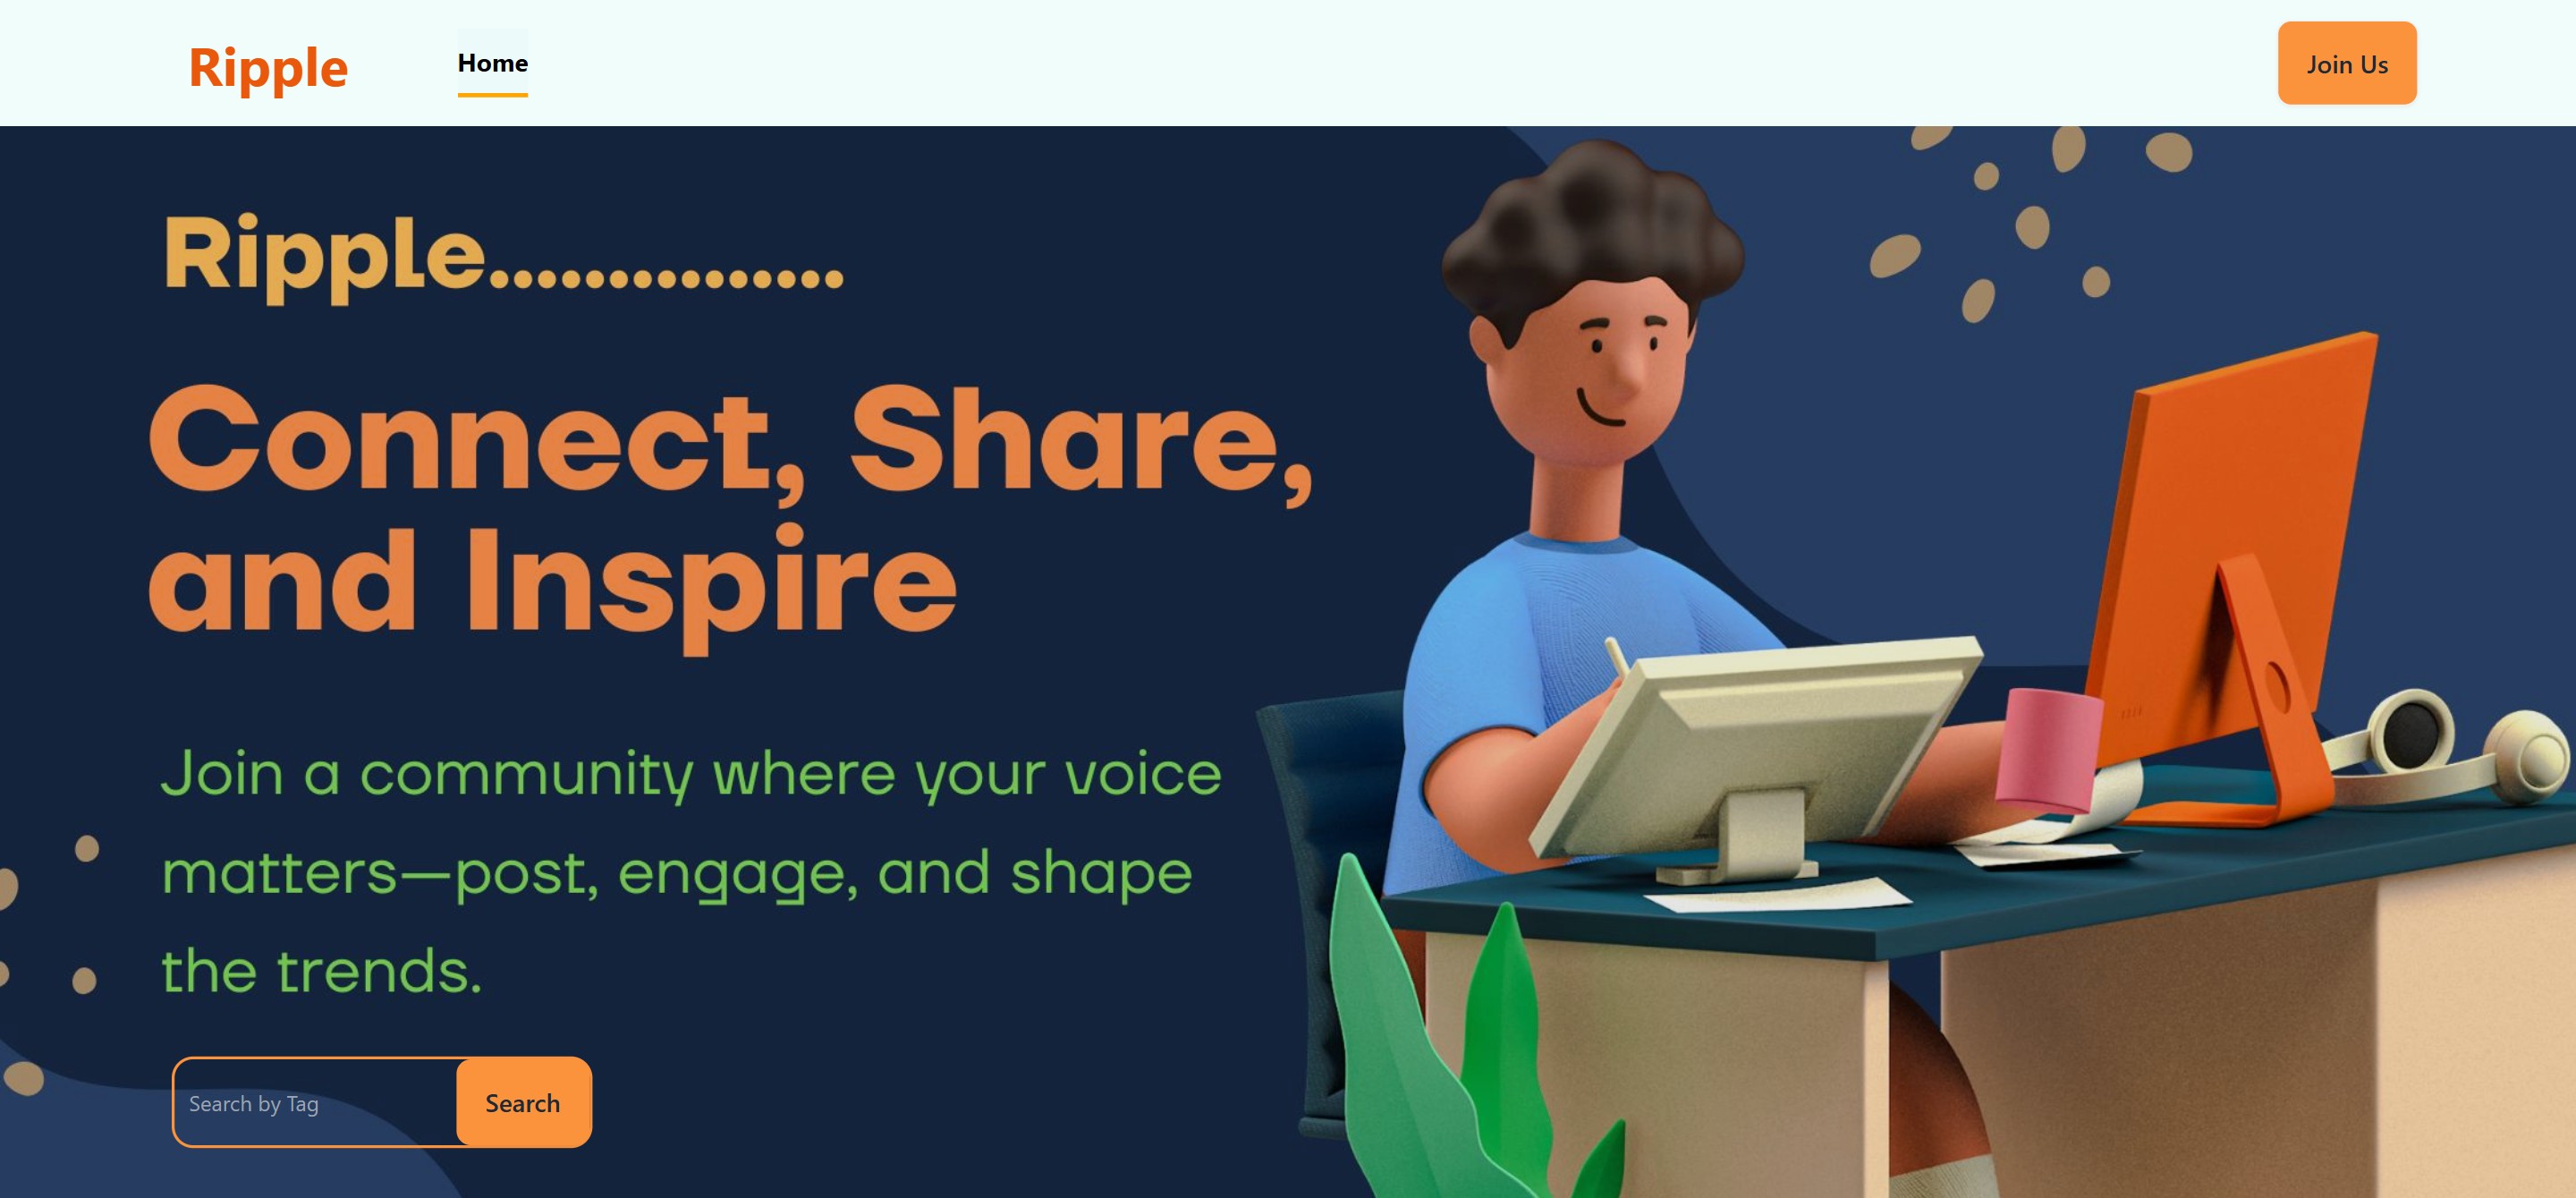 Ripple
Home
Join Us
Ripple...............
Connect, Share,
and Inspire
Join a community where your voice
matters—post, engage, and shape
the trends.
Search by Tag
Search